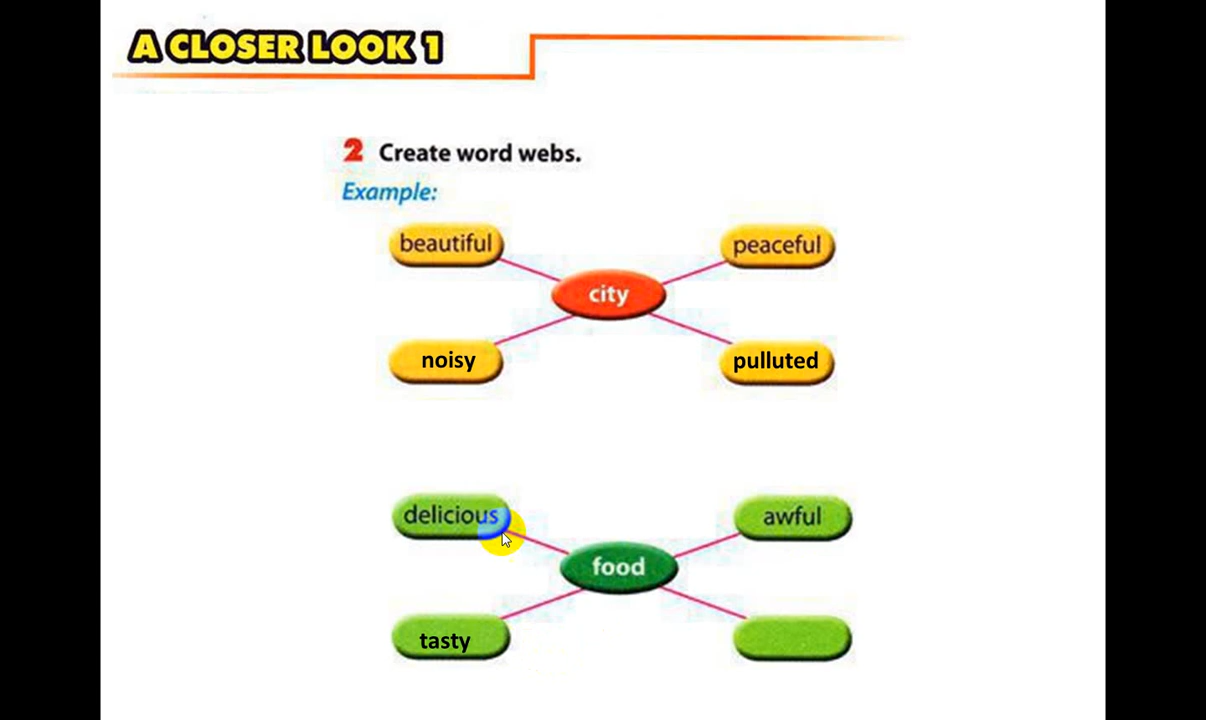 A CLOSER LOOK 1
2 Create word webs.
Example:
beautiful
peaceful
city
noisy
pulluted
delicious
awful
food
tasty